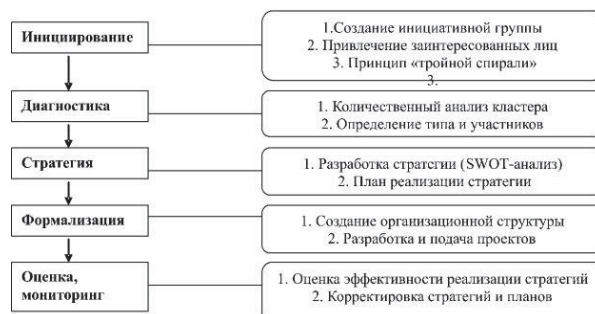 Инициирование
1.Создание инициативной группы
2. Привлечение заинтересованных лиц
3. Принцип «тройной спирали»
3.
Диагностика
1. Количественный анализ кластера
2. Определение типа и участников
Стратегия
1. Разработка стратегии (SWOT-анализ)
2. План реализации стратегии
Формализация
1. Создание организационной структуры
2. Разработка и подача проектов
Оценка,
мониторинг
1. Оценка эффективности реализации стратегий
2. Корректировка стратегий и планов